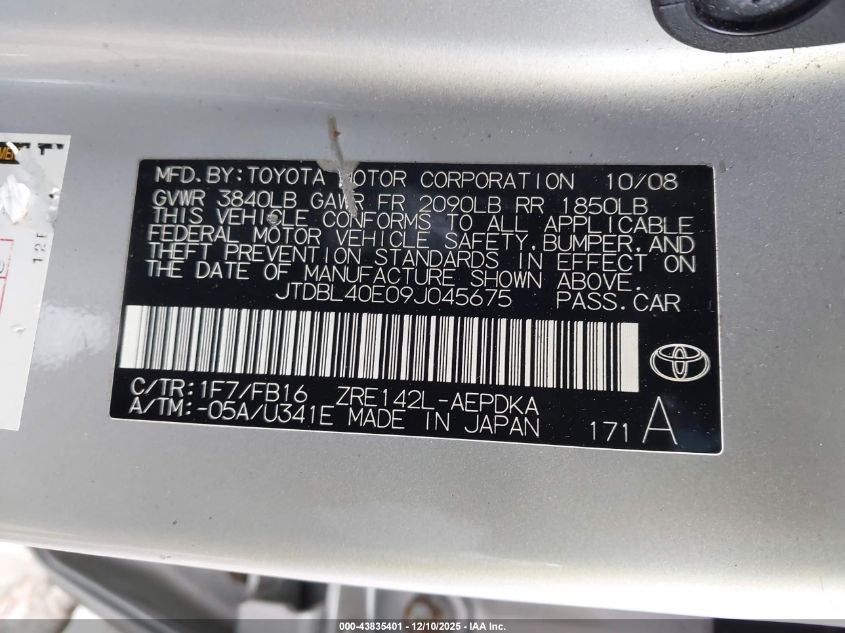 MFD.BY:TOYOTA MOTOR CORPORATION 10/08
GVWR 3840LB GAWR FR 2090LB RR 1850LB
THIS VEHICLE CONFORMS TO ALL APPLICABLE
FEDERAL MOTOR VEHICLE SAFETY,BUMPER,AND
THEFT PREVENTION STANDARDS IN EFFECT ON
THE DATE OF MANUFACTURE SHOWN ABOVE.
JTDBL40E09J045675 PASS.CAR
C/TR:1F7/FB16 ZRE142L-AEPDKA
A/TM:-05A/U341E MADE IN JAPAN 171 A
000-43835401 - 12/10/2025 - IAA Inc.